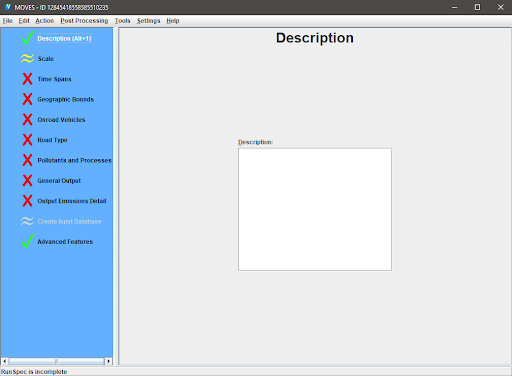 MOVES - ID 1284541858585510235
File Edit Action Post Processing Tools Settings Help
Description (Alt+1)
Scale
Time Spans
Geographic Bounds
Onroad Vehicles
Road Type
Pollutants and Processes
General Output
Output Emissions Detail
Create Input Database
Advanced Features
Description
Description:
RunSpec is incomplete